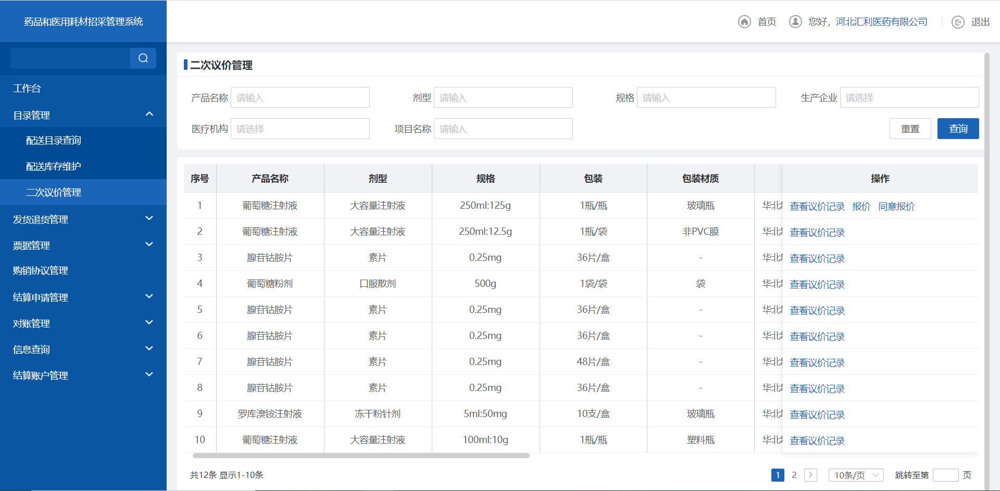 药品和医用耗材招采管理系统
首页 您好，河北汇利医药有限公司 退出
工作台
目录管理
配送目录查询
配送库存维护
二次议价管理
发货退货管理
票据管理
购销协议管理
结算申请管理
对账管理
信息查询
结算账户管理
二次议价管理
产品名称 请输入 剂型 请输入 规格 请输入 生产企业 请选择
医疗机构 请选择 项目名称 请输入 重置 查询
序号 产品名称 剂型 规格 包装 包装材质 操作
1 葡萄糖注射液 大容量注射液 250ml:125g 1瓶/瓶 玻璃瓶 华北 查看议价记录 报价 同意报价
2 葡萄糖注射液 大容量注射液 250ml:12.5g 1瓶/袋 非PVC膜 华北 查看议价记录
3 腺苷钴胺片 素片 0.25mg 36片/盒 - 华北 查看议价记录
4 葡萄糖粉剂 口服散剂 500g 1袋/袋 袋 华北 查看议价记录
5 腺苷钴胺片 素片 0.25mg 36片/盒 - 华北 查看议价记录
6 腺苷钴胺片 素片 0.25mg 36片/盒 - 华北 查看议价记录
7 腺苷钴胺片 素片 0.25mg 48片/盒 - 华北 查看议价记录
8 腺苷钴胺片 素片 0.25mg 36片/盒 - 华北 查看议价记录
9 罗库溴铵注射液 冻干粉针剂 5ml:50mg 10支/盒 玻璃瓶 华北 查看议价记录
10 葡萄糖注射液 大容量注射液 100ml:10g 1瓶/瓶 塑料瓶 华北 查看议价记录
共12条 显示1-10条 1 2 10条/页 跳转至第 页